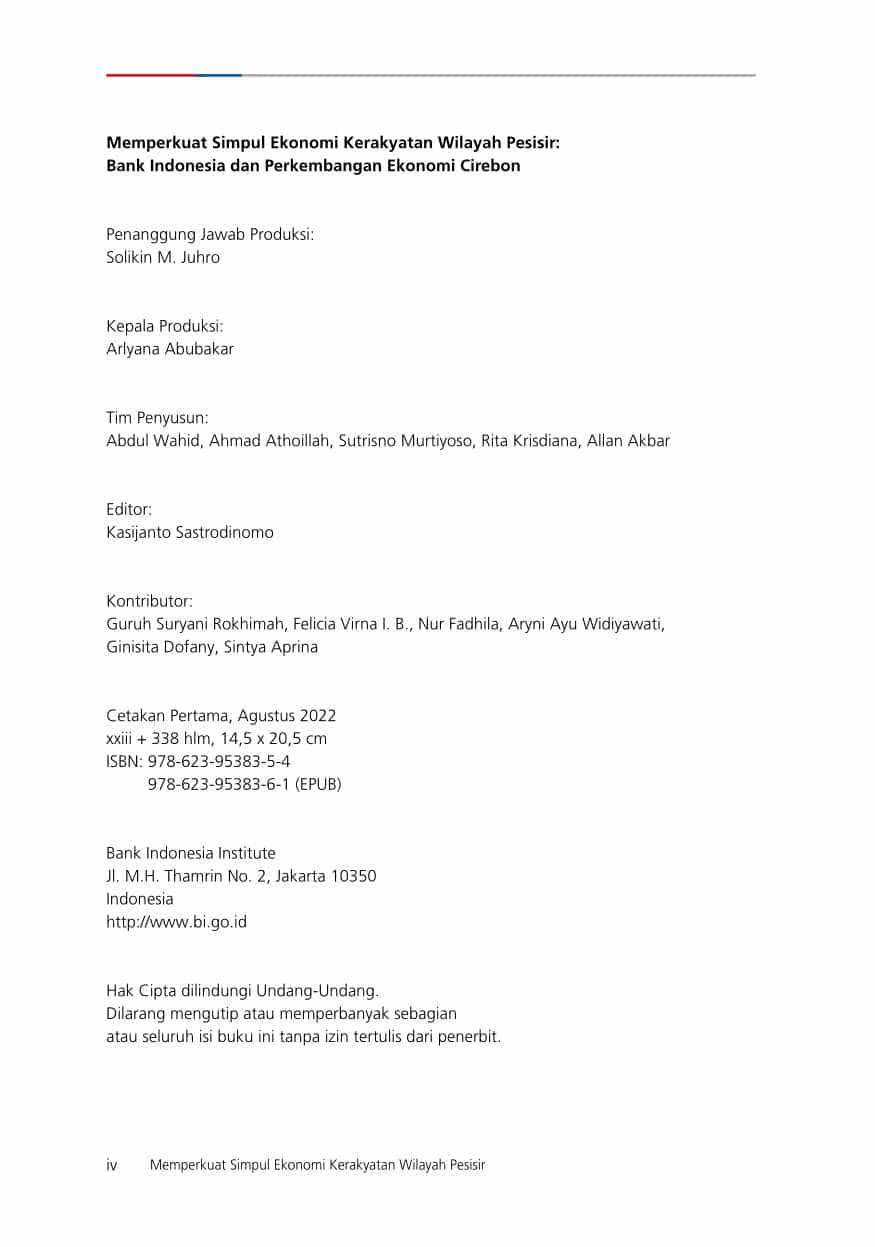 Memperkuat Simpul Ekonomi Kerakyatan Wilayah Pesisir:
Bank Indonesia dan Perkembangan Ekonomi Cirebon
Penanggung Jawab Produksi:
Solikin M. Juhro
Kepala Produksi:
Arlyana Abubakar
Tim Penyusun:
Abdul Wahid, Ahmad Athoillah, Sutrisno Murtiyoso, Rita Krisdiana, Allan Akbar
Editor:
Kasijanto Sastrodinomo
Kontributor:
Guruh Suryani Rokhimah, Felicia Virna I. B., Nur Fadhila, Aryni Ayu Widiyawati,
Ginisita Dofany, Sintya Aprina
Cetakan Pertama, Agustus 2022
xxiii + 338 hlm, 14,5 x 20,5 cm
ISBN: 978-623-95383-5-4
978-623-95383-6-1 (EPUB)
Bank Indonesia Institute
Jl. M.H. Thamrin No. 2, Jakarta 10350
Indonesia
http://www.bi.go.id
Hak Cipta dilindungi Undang-Undang.
Dilarang mengutip atau memperbanyak sebagian
atau seluruh isi buku ini tanpa izin tertulis dari penerbit.
iv Memperkuat Simpul Ekonomi Kerakyatan Wilayah Pesisir